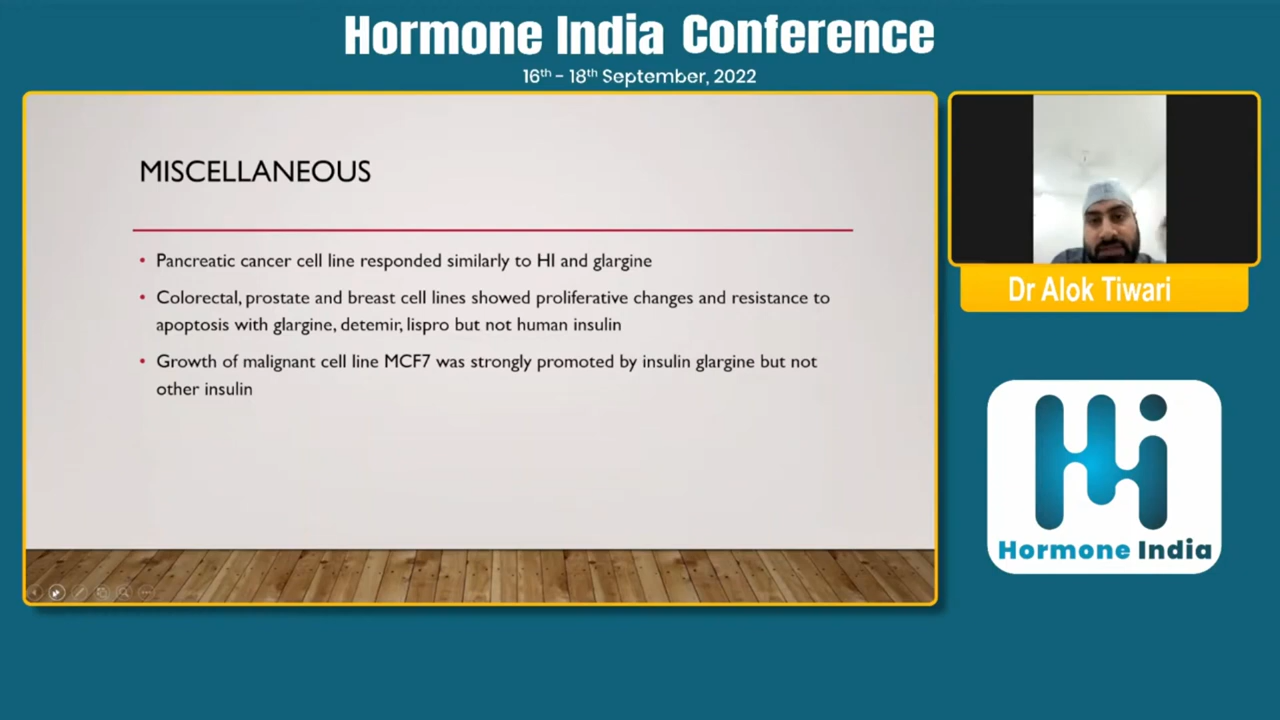 Hormone India Conference
16th - 18th September, 2022
MISCELLANEOUS
• Pancreatic cancer cell line responded similarly to HI and glargine
• Colorectal, prostate and breast cell lines showed proliferative changes and resistance to
apoptosis with glargine, detemir, lispro but not human insulin
• Growth of malignant cell line MCF7 was strongly promoted by insulin glargine but not
other insulin
Dr Alok Tiwari
Hi
Hormone India